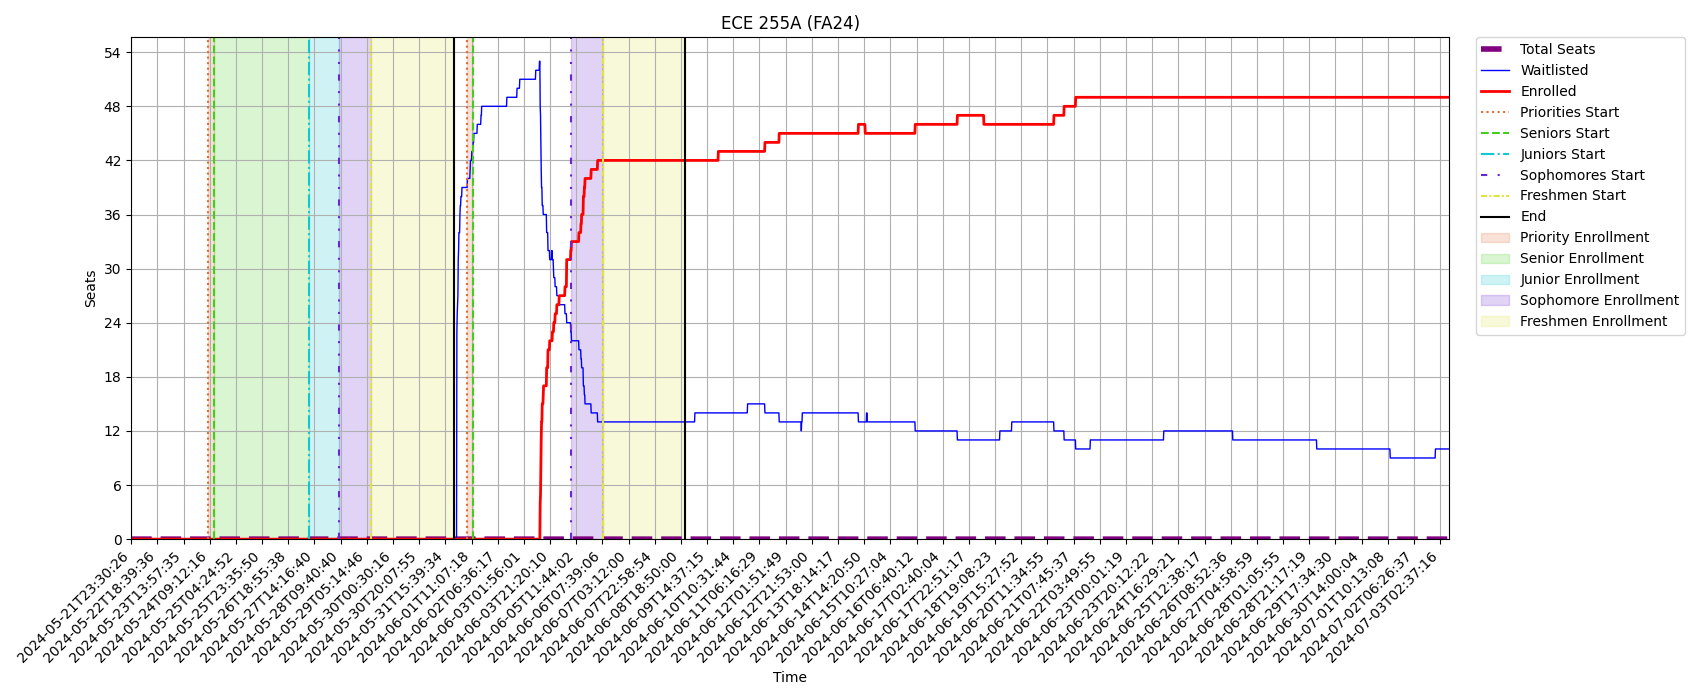 ECE 255A (FA24)
Seats
54
48
42
36
30
24
18
12
6
0
2024-05-21T23:30:26
2024-05-22T18:39:36
2024-05-23T13:57:35
2024-05-24T09:12:16
2024-05-25T04:24:52
2024-05-25T23:35:50
2024-05-26T18:55:38
2024-05-27T14:16:40
2024-05-28T09:40:40
2024-05-29T05:14:46
2024-05-30T00:30:16
2024-05-30T20:07:55
2024-05-31T15:39:34
2024-06-01T11:07:18
2024-06-02T06:36:17
2024-06-03T01:56:01
2024-06-03T21:20:10
2024-06-05T11:44:02
2024-06-06T07:39:06
2024-06-07T03:12:00
2024-06-07T22:58:54
2024-06-08T18:50:00
2024-06-09T14:37:15
2024-06-10T10:31:44
2024-06-11T06:16:29
2024-06-12T01:51:49
2024-06-12T21:53:00
2024-06-13T18:14:17
2024-06-14T14:20:50
2024-06-15T10:27:04
2024-06-16T06:40:12
2024-06-17T02:40:04
2024-06-17T22:51:17
2024-06-18T19:08:23
2024-06-19T15:27:52
2024-06-20T11:34:55
2024-06-21T07:45:37
2024-06-22T03:49:55
2024-06-23T00:01:19
2024-06-23T20:12:22
2024-06-24T16:29:21
2024-06-25T12:38:17
2024-06-26T08:52:36
2024-06-27T04:58:59
2024-06-28T01:05:55
2024-06-28T21:17:19
2024-06-29T17:34:30
2024-06-30T14:00:04
2024-07-01T10:13:08
2024-07-02T06:26:37
2024-07-03T02:37:16
Time
Total Seats
Waitlisted
Enrolled
Priorities Start
Seniors Start
Juniors Start
Sophomores Start
Freshmen Start
End
Priority Enrollment
Senior Enrollment
Junior Enrollment
Sophomore Enrollment
Freshmen Enrollment